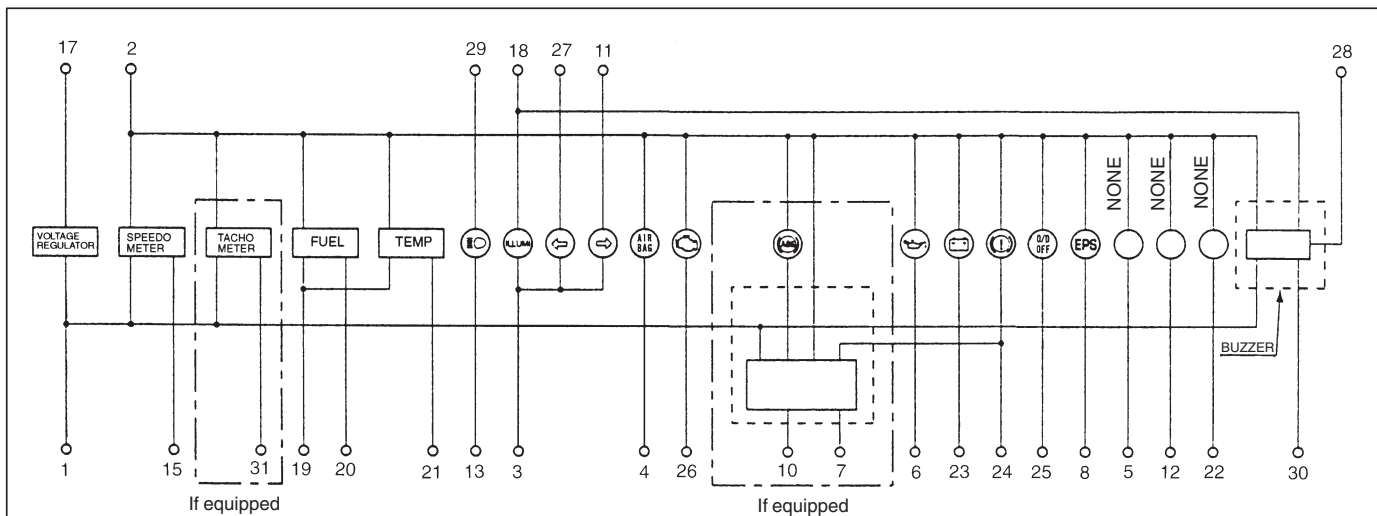 17 2 29 18 27 11 28
NONE NONE NONE
VOLTAGE
REGULATOR
SPEEDO
METER
TACHO
METER
FUEL
TEMP
ILLUMI
AIR
BAG
ABS
O/D
OFF
EPS
BUZZER
1 15 31 19 20 21 13 3 4 26 10 7 6 23 24 25 8 5 12 22 30
If equipped
If equipped